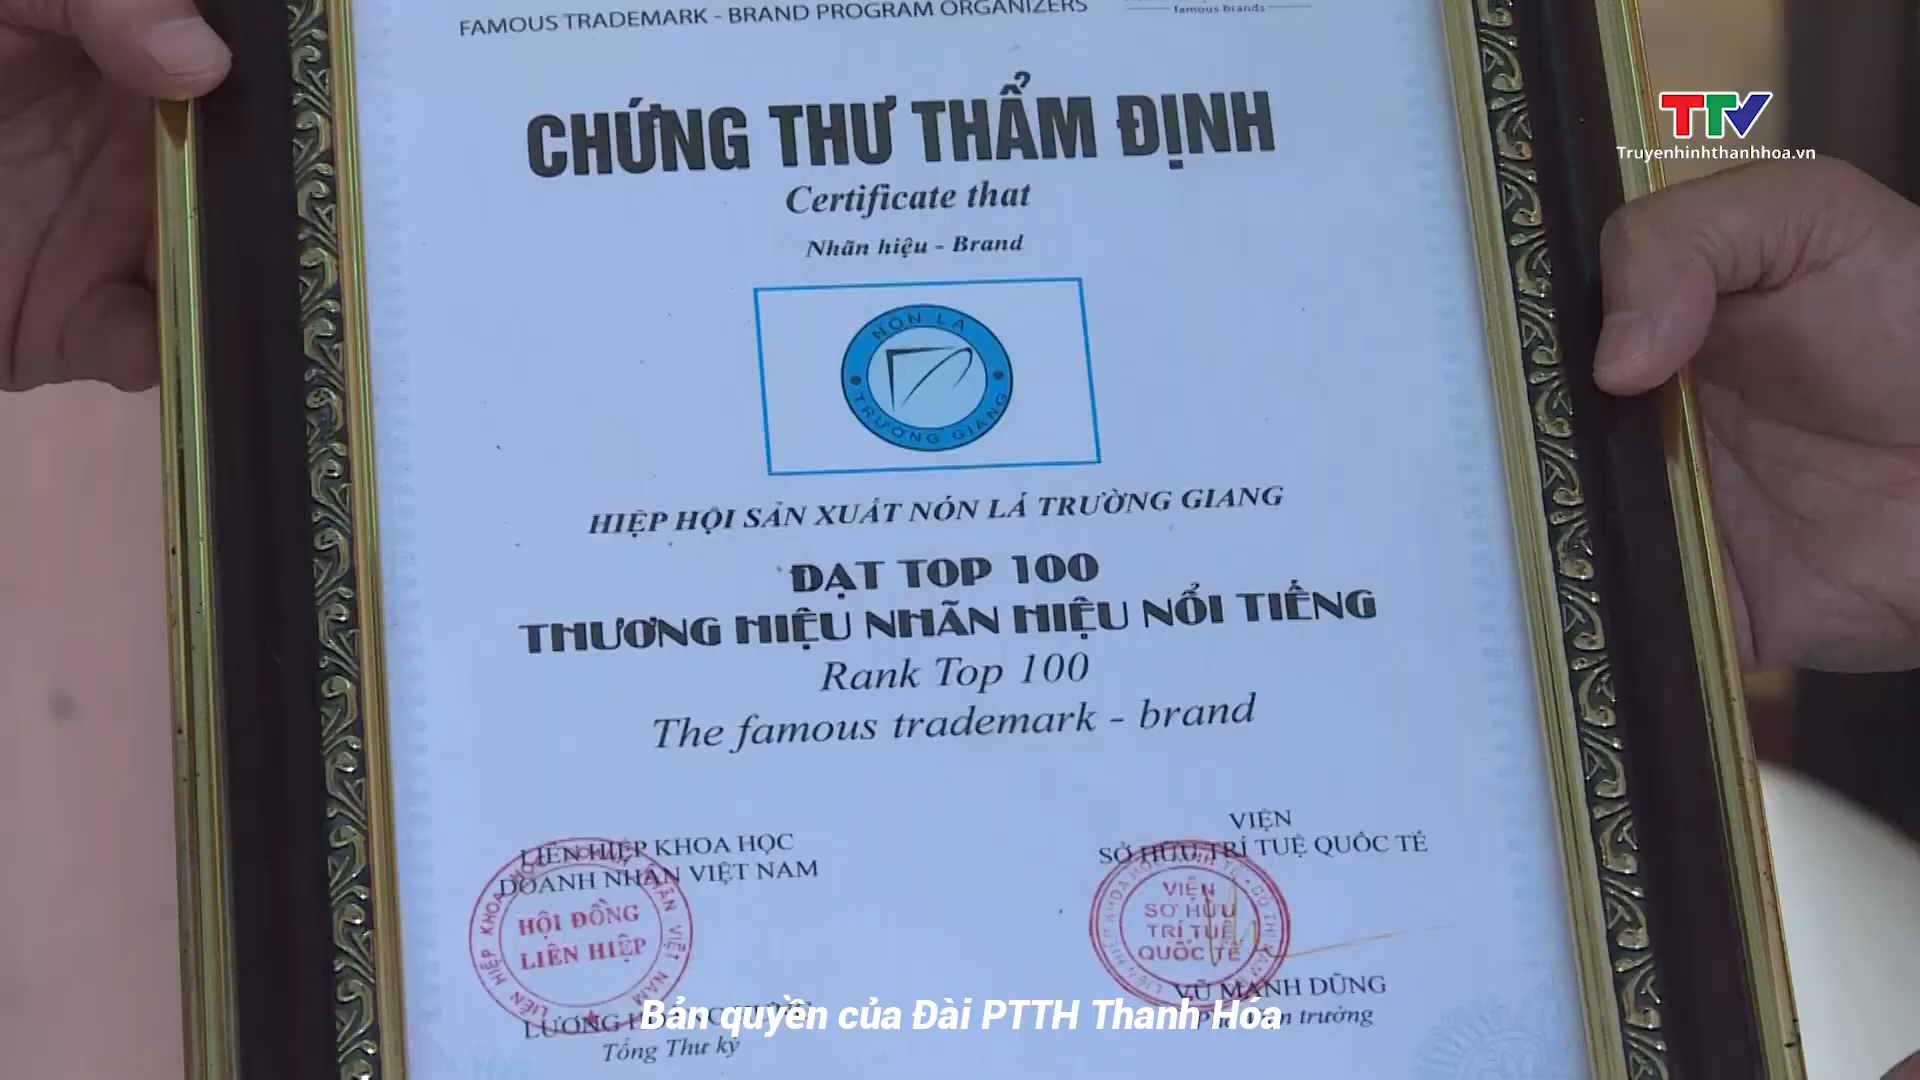 FAMOUS TRADEMARK - BRAND PROGRAM ORGANIZERS
famous brands
TTV
Truyenhinhthanhhoa.vn
CHỨNG THƯ THẨM ĐỊNH
Certificate that
Nhãn hiệu - Brand
NÓN LÁ
TRƯỜNG GIANG
HIỆP HỘI SẢN XUẤT NÓN LÁ TRƯỜNG GIANG
ĐẠT TOP 100
THƯƠNG HIỆU NHÃN HIỆU NỔI TIẾNG
Rank Top 100
The famous trademark - brand
LIÊN HIỆP KHOA HỌC
DOANH NHÂN VIỆT NAM
HỘI ĐỒNG
LIÊN HIỆP
VIỆN
SỞ HỮU TRÍ TUỆ QUỐC TẾ
VIỆN
SỞ HỮU
TRÍ TUỆ
QUỐC TẾ
VŨ MẠNH DŨNG
trưởng
LƯƠNG
Tổng Thư ký
Bản quyền của Đài PTTH Thanh Hóa